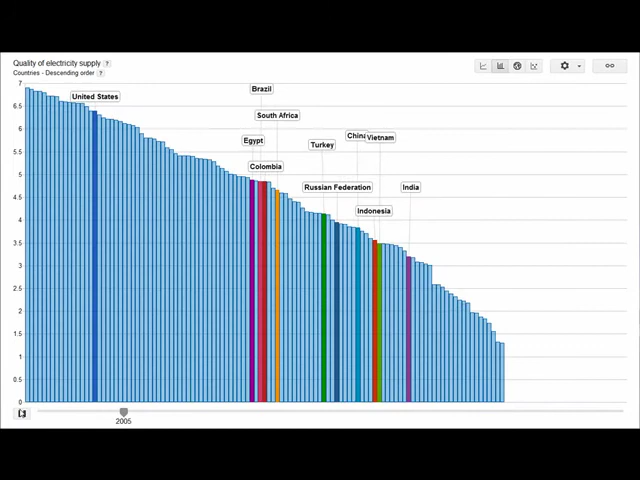 Quality of electricity supply ?
Countries - Descending order ?
7
6.5
6
5.5
5
4.5
4
3.5
3
2.5
2
1.5
1
0.5
0
United States
Brazil
South Africa
Egypt
Colombia
Turkey
China
Vietnam
Russian Federation
India
Indonesia
2005